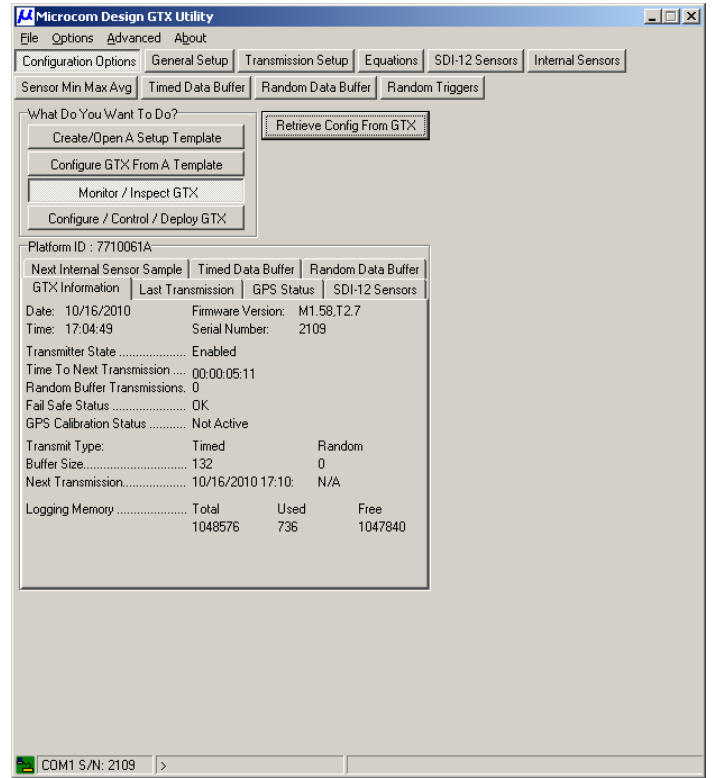 Microcom Design GTX Utility
File Options Advanced About
Configuration Options General Setup Transmission Setup Equations SDI-12 Sensors Internal Sensors
Sensor Min Max Avg Timed Data Buffer Random Data Buffer Random Triggers
What Do You Want To Do?
Retrieve Config From GTX
Create/Open A Setup Template
Configure GTX From A Template
Monitor / Inspect GTX
Configure / Control / Deploy GTX
Platform ID : 7710061A
Next Internal Sensor Sample Timed Data Buffer Random Data Buffer
GTX Information Last Transmission GPS Status SDI-12 Sensors
Date: 10/16/2010 Firmware Version: M1.58,T2.7
Time: 17:04:49 Serial Number: 2109
Transmitter State ................... Enabled
Time To Next Transmission .... 00:00:05:11
Random Buffer Transmissions. 0
Fail Safe Status ..................... OK
GPS Calibration Status .......... Not Active
Transmit Type: Timed Random
Buffer Size.............................. 132 0
Next Transmission.................. 10/16/2010 17:10: N/A
Logging Memory .................... Total Used Free
1048576 736 1047840
COM1 S/N: 2109 >